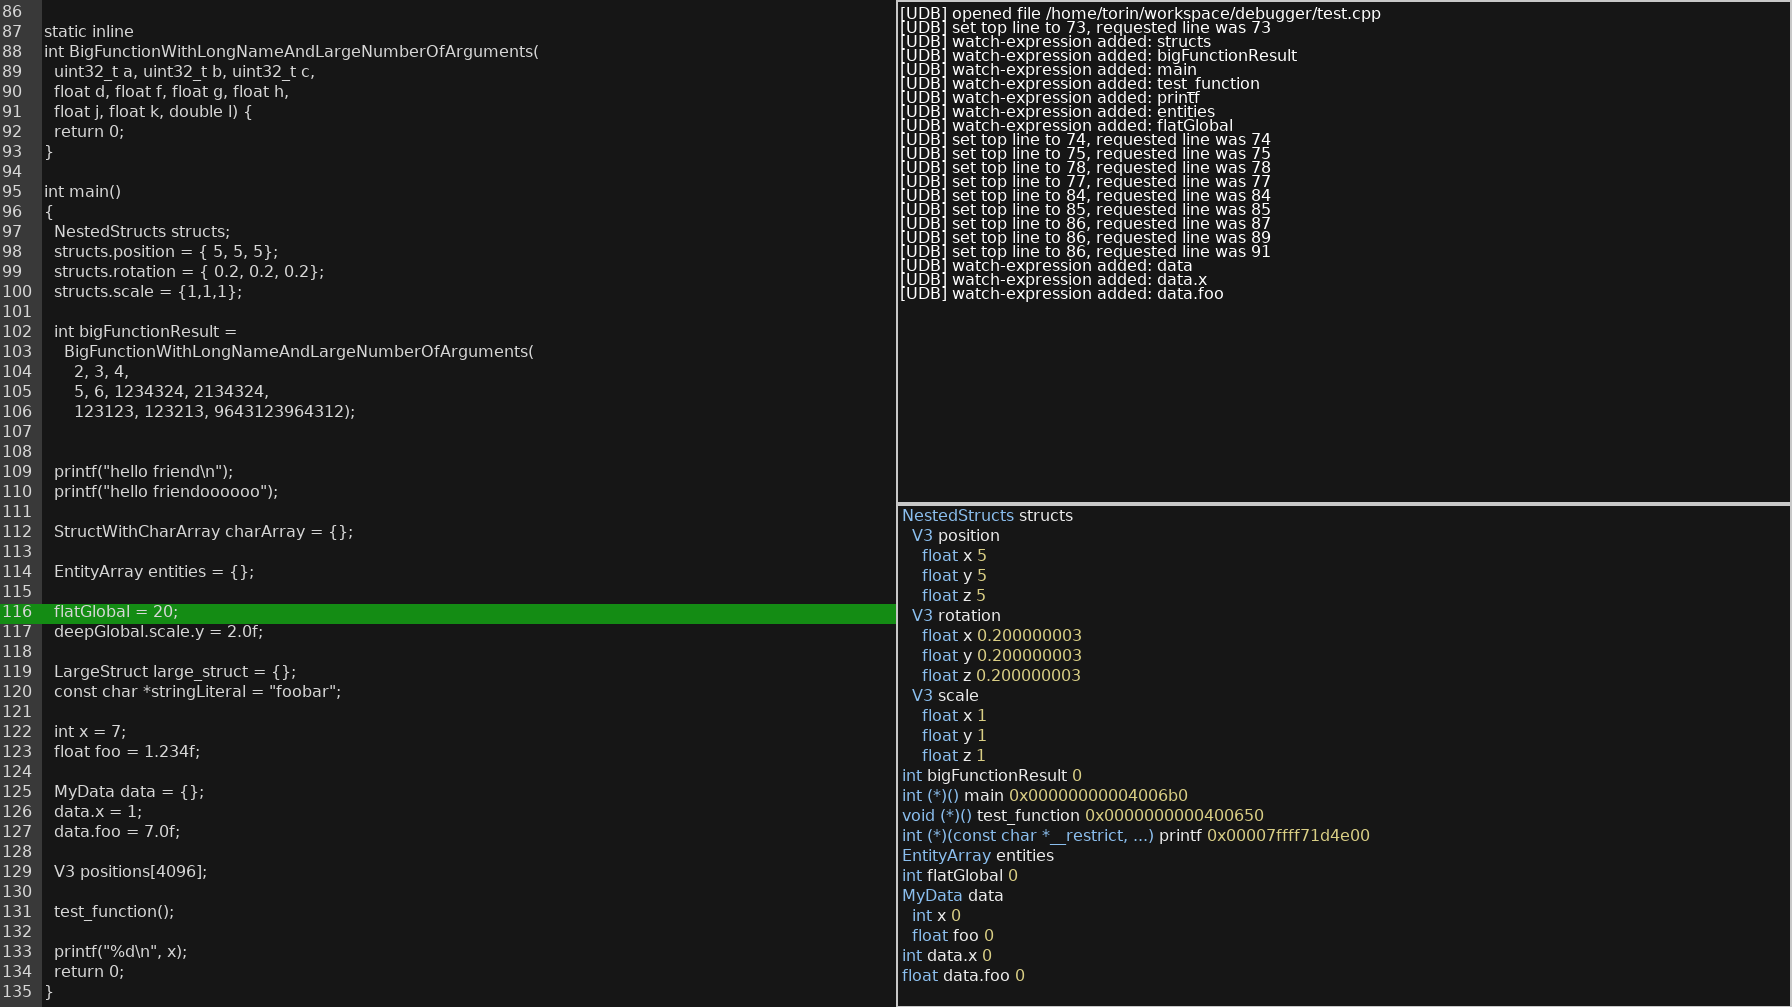 86
87 static inline
88 int BigFunctionWithLongNameAndLargeNumberOfArguments(
89 uint32_t a, uint32_t b, uint32_t c,
90 float d, float f, float g, float h,
91 float j, float k, double l) {
92 return 0;
93 }
94
95 int main()
96 {
97 NestedStructs structs;
98 structs.position = { 5, 5, 5};
99 structs.rotation = { 0.2, 0.2, 0.2};
100 structs.scale = {1,1,1};
101
102 int bigFunctionResult =
103 BigFunctionWithLongNameAndLargeNumberOfArguments(
104 2, 3, 4,
105 5, 6, 1234324, 2134324,
106 123123, 123213, 9643123964312);
107
108
109 printf("hello friend\n");
110 printf("hello friendoooooo");
111
112 StructWithCharArray charArray = {};
113
114 EntityArray entities = {};
115
116 flatGlobal = 20;
117 deepGlobal.scale.y = 2.0f;
118
119 LargeStruct large_struct = {};
120 const char *stringLiteral = "foobar";
121
122 int x = 7;
123 float foo = 1.234f;
124
125 MyData data = {};
126 data.x = 1;
127 data.foo = 7.0f;
128
129 V3 positions[4096];
130
131 test_function();
132
133 printf("%d\n", x);
134 return 0;
135 }
[UDB] opened file /home/torin/workspace/debugger/test.cpp
[UDB] set top line to 73, requested line was 73
[UDB] watch-expression added: structs
[UDB] watch-expression added: bigFunctionResult
[UDB] watch-expression added: main
[UDB] watch-expression added: test_function
[UDB] watch-expression added: printf
[UDB] watch-expression added: entities
[UDB] watch-expression added: flatGlobal
[UDB] set top line to 74, requested line was 74
[UDB] set top line to 75, requested line was 75
[UDB] set top line to 78, requested line was 78
[UDB] set top line to 77, requested line was 77
[UDB] set top line to 84, requested line was 84
[UDB] set top line to 85, requested line was 85
[UDB] set top line to 86, requested line was 87
[UDB] set top line to 86, requested line was 89
[UDB] set top line to 86, requested line was 91
[UDB] watch-expression added: data
[UDB] watch-expression added: data.x
[UDB] watch-expression added: data.foo
NestedStructs structs
V3 position
float x 5
float y 5
float z 5
V3 rotation
float x 0.200000003
float y 0.200000003
float z 0.200000003
V3 scale
float x 1
float y 1
float z 1
int bigFunctionResult 0
int (*)() main 0x00000000004006b0
void (*)() test_function 0x0000000000400650
int (*)(const char *__restrict, ...) printf 0x00007ffff71d4e00
EntityArray entities
int flatGlobal 0
MyData data
int x 0
float foo 0
int data.x 0
float data.foo 0